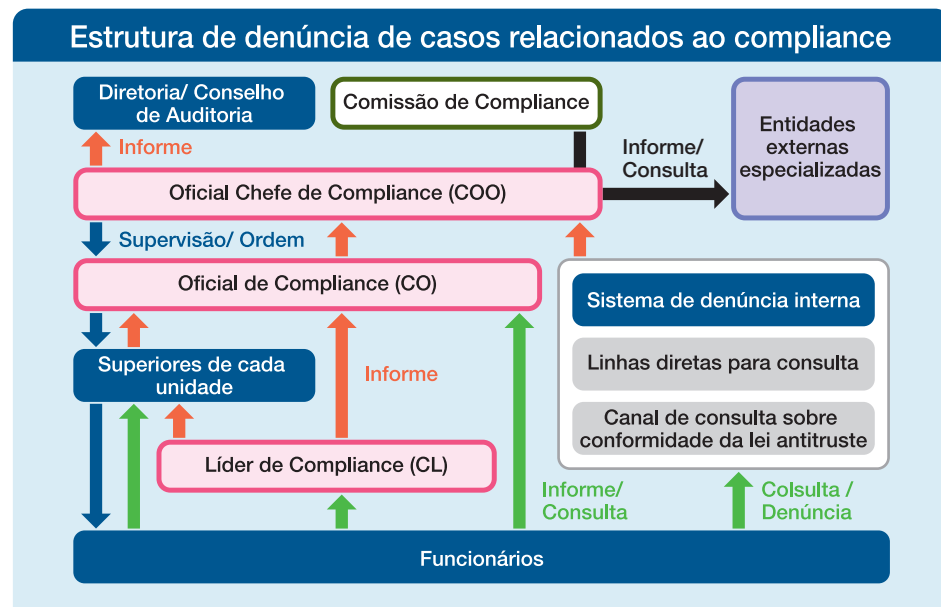 Estrutura de denúncia de casos relacionados ao compliance
Diretoria/ Conselho
de Auditoria
Comissão de Compliance
Entidades
externas
especializadas
Informe
Informe/
Consulta
Oficial Chefe de Compliance (COO)
Supervisão/ Ordem
Oficial de Compliance (CO)
Sistema de denúncia interna
Linhas diretas para consulta
Canal de consulta sobre
conformidade da lei antitruste
Superiores de cada
unidade
Informe
Líder de Compliance (CL)
Informe/
Consulta
Colsulta /
Denúncia
Funcionários